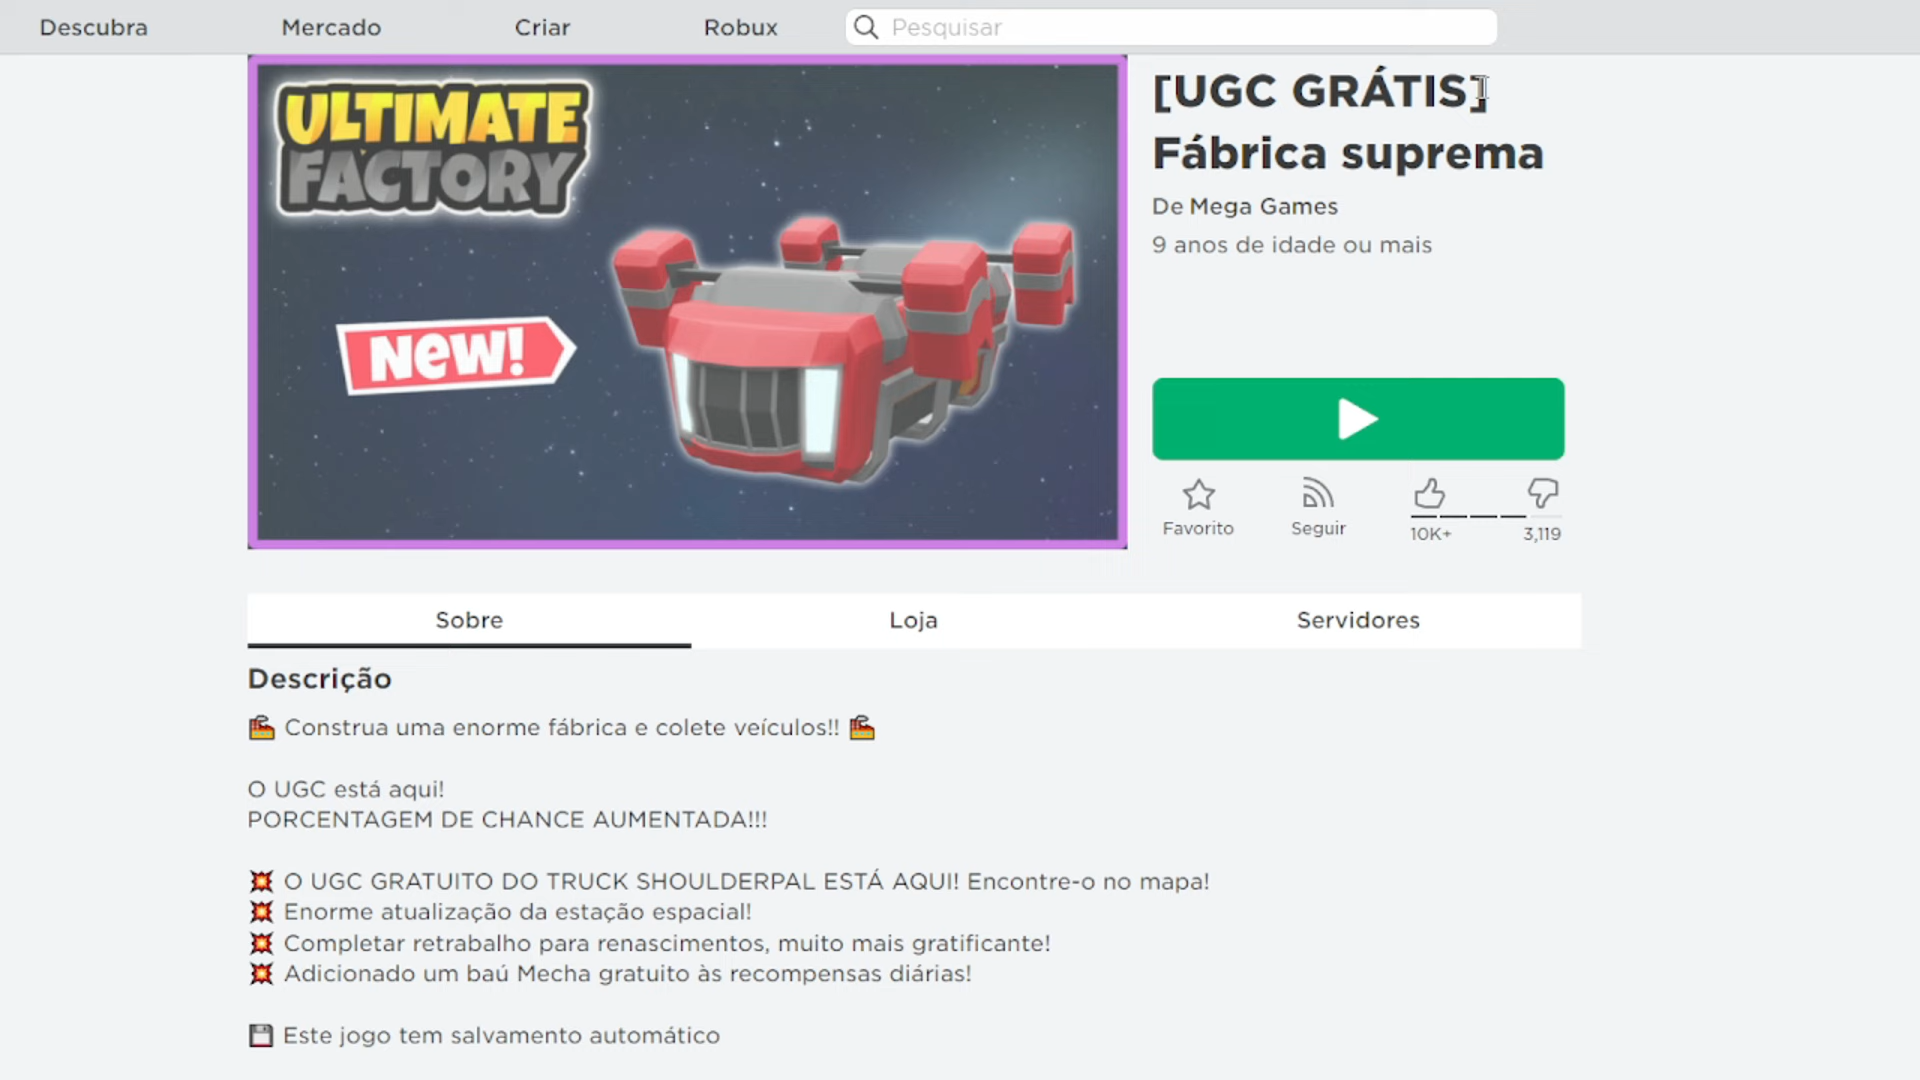 Descubra
Mercado
Criar
Robux
Pesquisar
ULTIMATE
FACTORY
New!
[UGC GRÁTIS]
Fábrica suprema
De Mega Games
9 anos de idade ou mais
Favorito
Seguir
10K+
3,119
Sobre
Loja
Servidores
Descrição
🏭 Construa uma enorme fábrica e colete veículos!! 🏭
O UGC está aqui!
PORCENTAGEM DE CHANCE AUMENTADA!!!
💥 O UGC GRATUITO DO TRUCK SHOULDERPAL ESTÁ AQUI! Encontre-o no mapa!
💥 Enorme atualização da estação espacial!
💥 Completar retrabalho para renascimentos, muito mais gratificante!
💥 Adicionado um baú Mecha gratuito às recompensas diárias!
💾 Este jogo tem salvamento automático